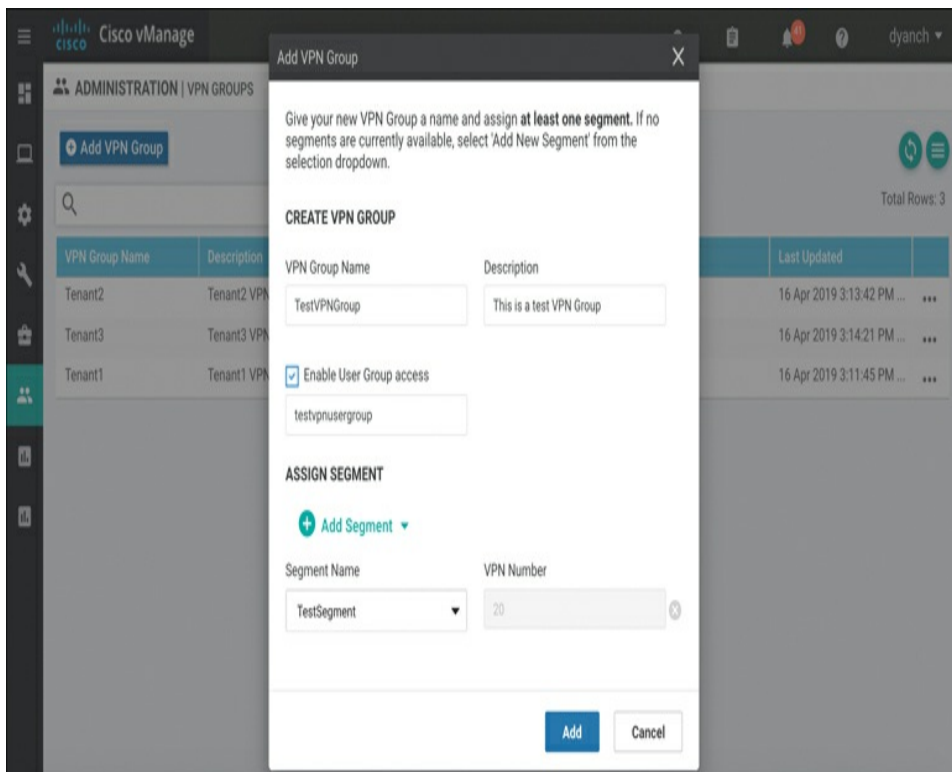 cisco
Cisco vManage
41
dyanch
ADMINISTRATION | VPN GROUPS
Add VPN Group
Total Rows: 3
VPN Group Name Description Last Updated
Tenant2 Tenant2 VPN 16 Apr 2019 3:13:42 PM ...
Tenant3 Tenant3 VPN 16 Apr 2019 3:14:21 PM ...
Tenant1 Tenant1 VPN 16 Apr 2019 3:11:45 PM ...
Add VPN Group
Give your new VPN Group a name and assign at least one segment. If no
segments are currently available, select 'Add New Segment' from the
selection dropdown.
CREATE VPN GROUP
VPN Group Name Description
TestVPNGroup This is a test VPN Group
Enable User Group access
testvpnusergroup
ASSIGN SEGMENT
Add Segment
Segment Name VPN Number
TestSegment 20
Add Cancel